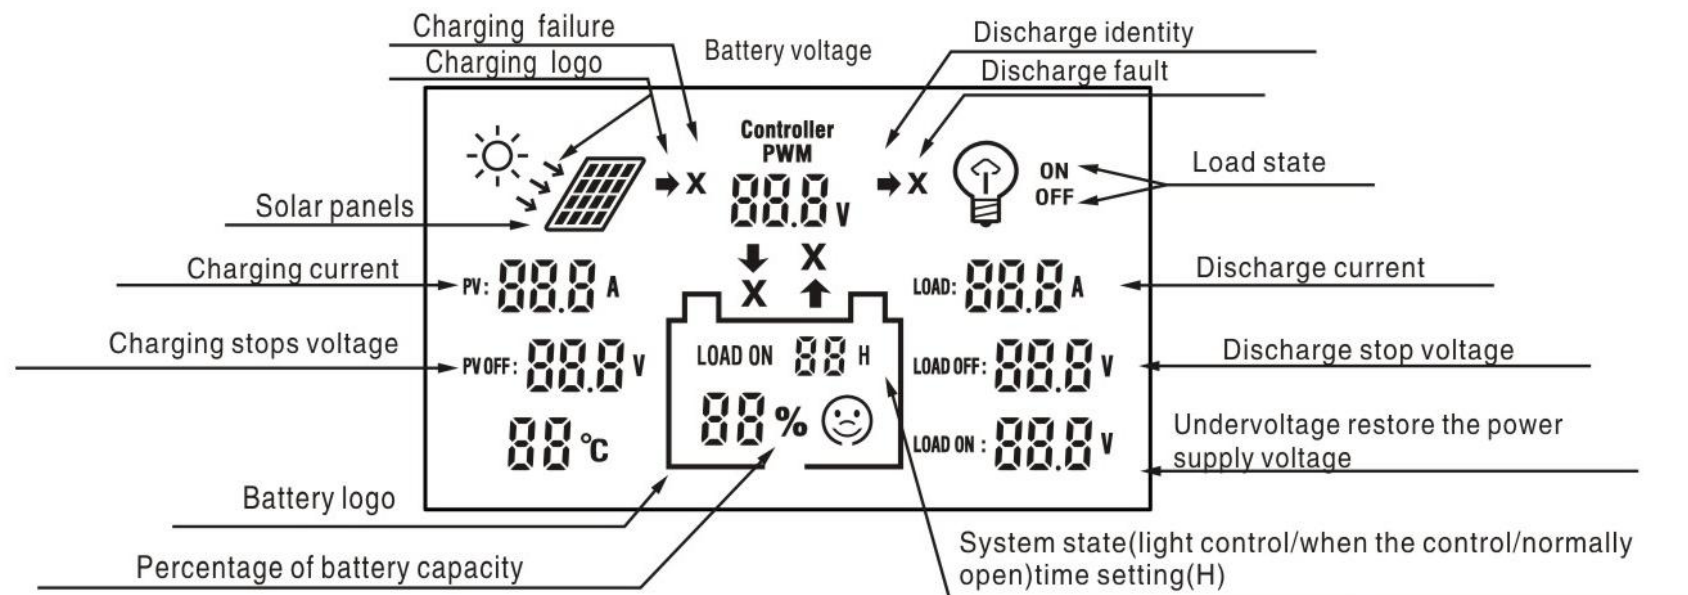 Charging failure
Charging logo
Battery voltage
Discharge identity
Discharge fault
Controller
PWM
88.8 V
X
X
ON
OFF
Load state
Solar panels
Charging current
PV: 88.8 A
X
X
LOAD: 88.8 A
Discharge current
Charging stops voltage
PV OFF: 88.8 V
LOAD ON 88 H
LOAD OFF: 88.8 V
Discharge stop voltage
88 °C
88 %
LOAD ON : 88.8 V
Undervoltage restore the power
supply voltage
Battery logo
Percentage of battery capacity
System state(light control/when the control/normally
open)time setting(H)